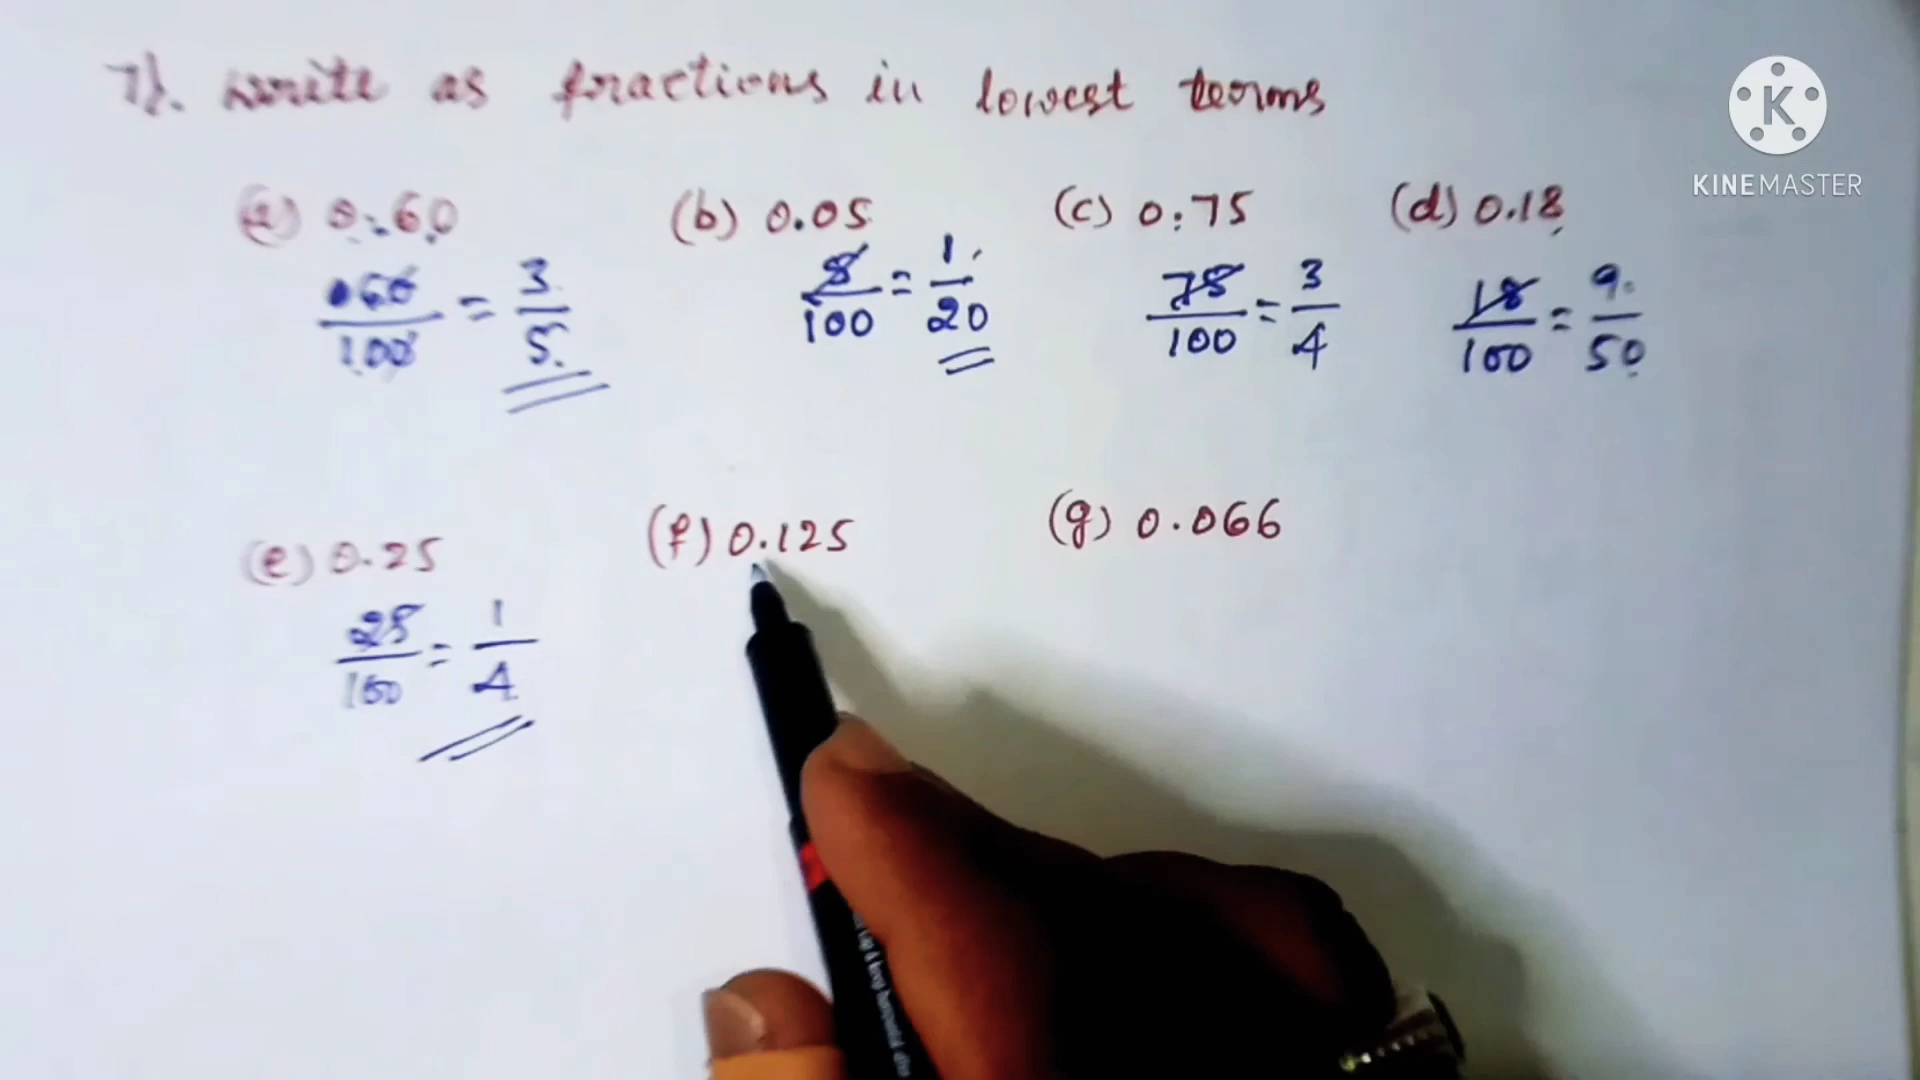 7). write as fractions in lowest terms
K
KINEMASTER
(a) 0.60 (b) 0.05 (c) 0.75 (d) 0.18
060/100 = 3/5 5/100 = 1/20 75/100 = 3/4 18/100 = 9/50
(e) 0.25 (f) 0.125 (g) 0.066
25/100 = 1/4